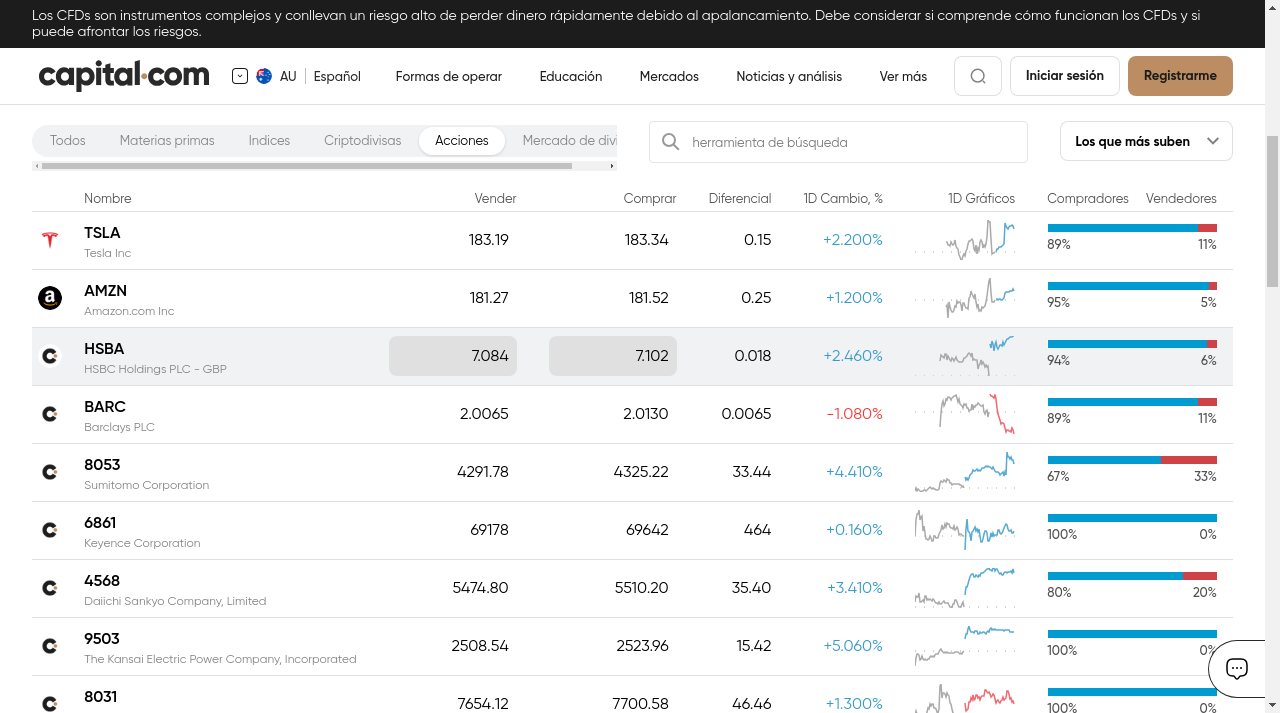 Los CFDs son instrumentos complejos y conllevan un riesgo alto de perder dinero rápidamente debido al apalancamiento. Debe considerar si comprende cómo funcionan los CFDs y si
puede afrontar los riesgos.
capital.com AU Español Formas de operar Educación Mercados Noticias y análisis Ver más Iniciar sesión Registrarme
Todos Materias primas Indices Criptodivisas Acciones Mercado de divi herramienta de búsqueda Los que más suben
Nombre Vender Comprar Diferencial 1D Cambio, % 1D Gráficos Compradores Vendedores
TSLA 183.19 183.34 0.15 +2.200%
Tesla Inc 89% 11%
AMZN 181.27 181.52 0.25 +1.200%
Amazon.com Inc 95% 5%
HSBA 7.084 7.102 0.018 +2.460%
HSBC Holdings PLC - GBP 94% 6%
BARC 2.0065 2.0130 0.0065 -1.080%
Barclays PLC 89% 11%
8053 4291.78 4325.22 33.44 +4.410%
Sumitomo Corporation 67% 33%
6861 69178 69642 464 +0.160%
Keyence Corporation 100% 0%
4568 5474.80 5510.20 35.40 +3.410%
Daiichi Sankyo Company, Limited 80% 20%
9503 2508.54 2523.96 15.42 +5.060%
The Kansai Electric Power Company, Incorporated 100% 0%
8031 7654.12 7700.58 46.46 +1.300%
100% 0%